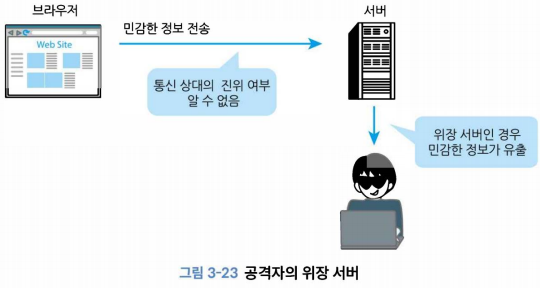 브라우저
서버
민감한 정보 전송
Web Site
통신 상대의 진위 여부
알 수 없음
위장 서버인 경우
민감한 정보가 유출
그림 3-23 공격자의 위장 서버